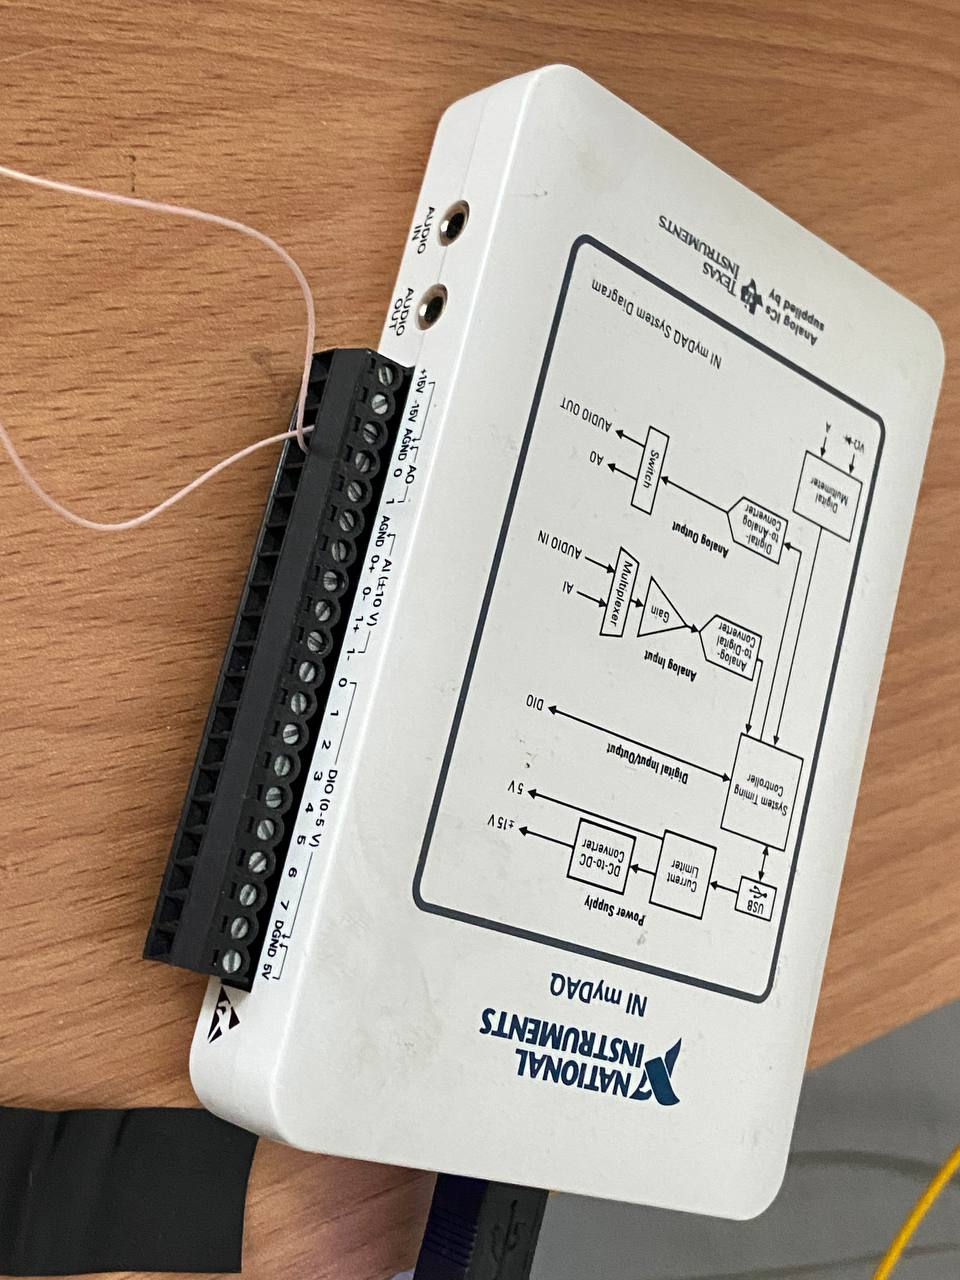 AUDIO
IN
AUDIO
OUT
+15V -15V AGND 0 1 AGND 0+ 0- 1+ 1- 0 1 2 3 4 5 6 7 DGND 5V
AO
AI (±10 V)
DIO (0-5 V)
NATIONAL
INSTRUMENTS
NI myDAQ
USB
Current
Limiter
DC-to-DC
Converter
±15 V
5V
Power Supply
System Timing
Controller
DIO
Digital Input/Output
Analog-
to-Digital
Converter
Gain
Multiplexer
AI
AUDIO IN
Analog Input
Digital-
to-Analog
Converter
Switch
AO
AUDIO OUT
Analog Output
Digital
Multimeter
VΩ
A
NI myDAQ System Diagram
Analog ICs
supplied by
TEXAS
INSTRUMENTS